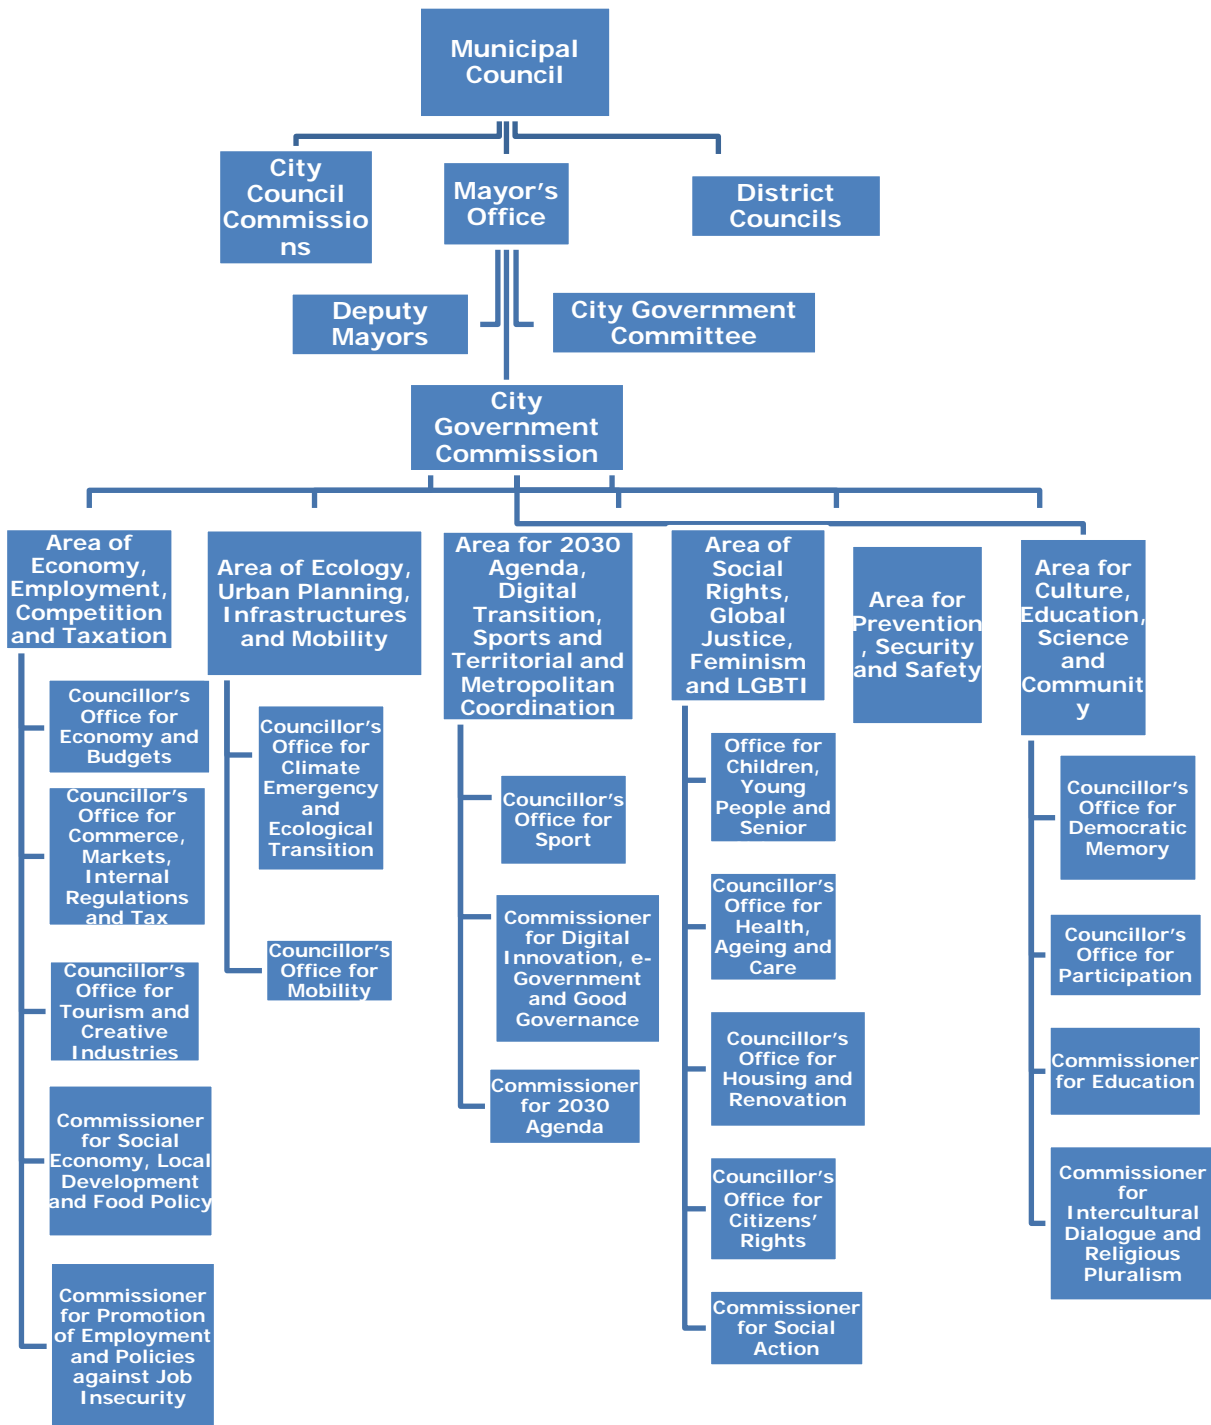 Municipal
Council
City
Council
Commissio
ns
Mayor's
Office
District
Councils
Deputy
Mayors
City Government
Committee
City
Government
Commission
Area of
Economy,
Employment,
Competition
and Taxation
Area of Ecology,
Urban Planning,
Infrastructures
and Mobility
Area for 2030
Agenda,
Digital
Transition,
Sports and
Territorial and
Metropolitan
Coordination
Area of
Social
Rights,
Global
Justice,
Feminism
and LGBTI
Area for
Prevention
, Security
and Safety
Area for
Culture,
Education,
Science
and
Communit
y
Councillor's
Office for
Economy and
Budgets
Councillor's
Office for
Commerce,
Markets,
Internal
Regulations
and Tax
Councillor's
Office for
Tourism and
Creative
Industries
Commissioner
for Social
Economy, Local
Development
and Food Policy
Commissioner
for Promotion
of Employment
and Policies
against Job
Insecurity
Councillor's
Office for
Climate
Emergency
and
Ecological
Transition
Councillor's
Office for
Mobility
Councillor's
Office for
Sport
Commissioner
for Digital
Innovation, e-
Government
and Good
Governance
Commissioner
for 2030
Agenda
Office for
Children,
Young
People and
Senior
Councillor's
Office for
Health,
Ageing and
Care
Councillor's
Office for
Housing and
Renovation
Councillor's
Office for
Citizens'
Rights
Commissioner
for Social
Action
Councillor's
Office for
Democratic
Memory
Councillor's
Office for
Participation
Commissioner
for Education
Commissioner
for
Intercultural
Dialogue and
Religious
Pluralism